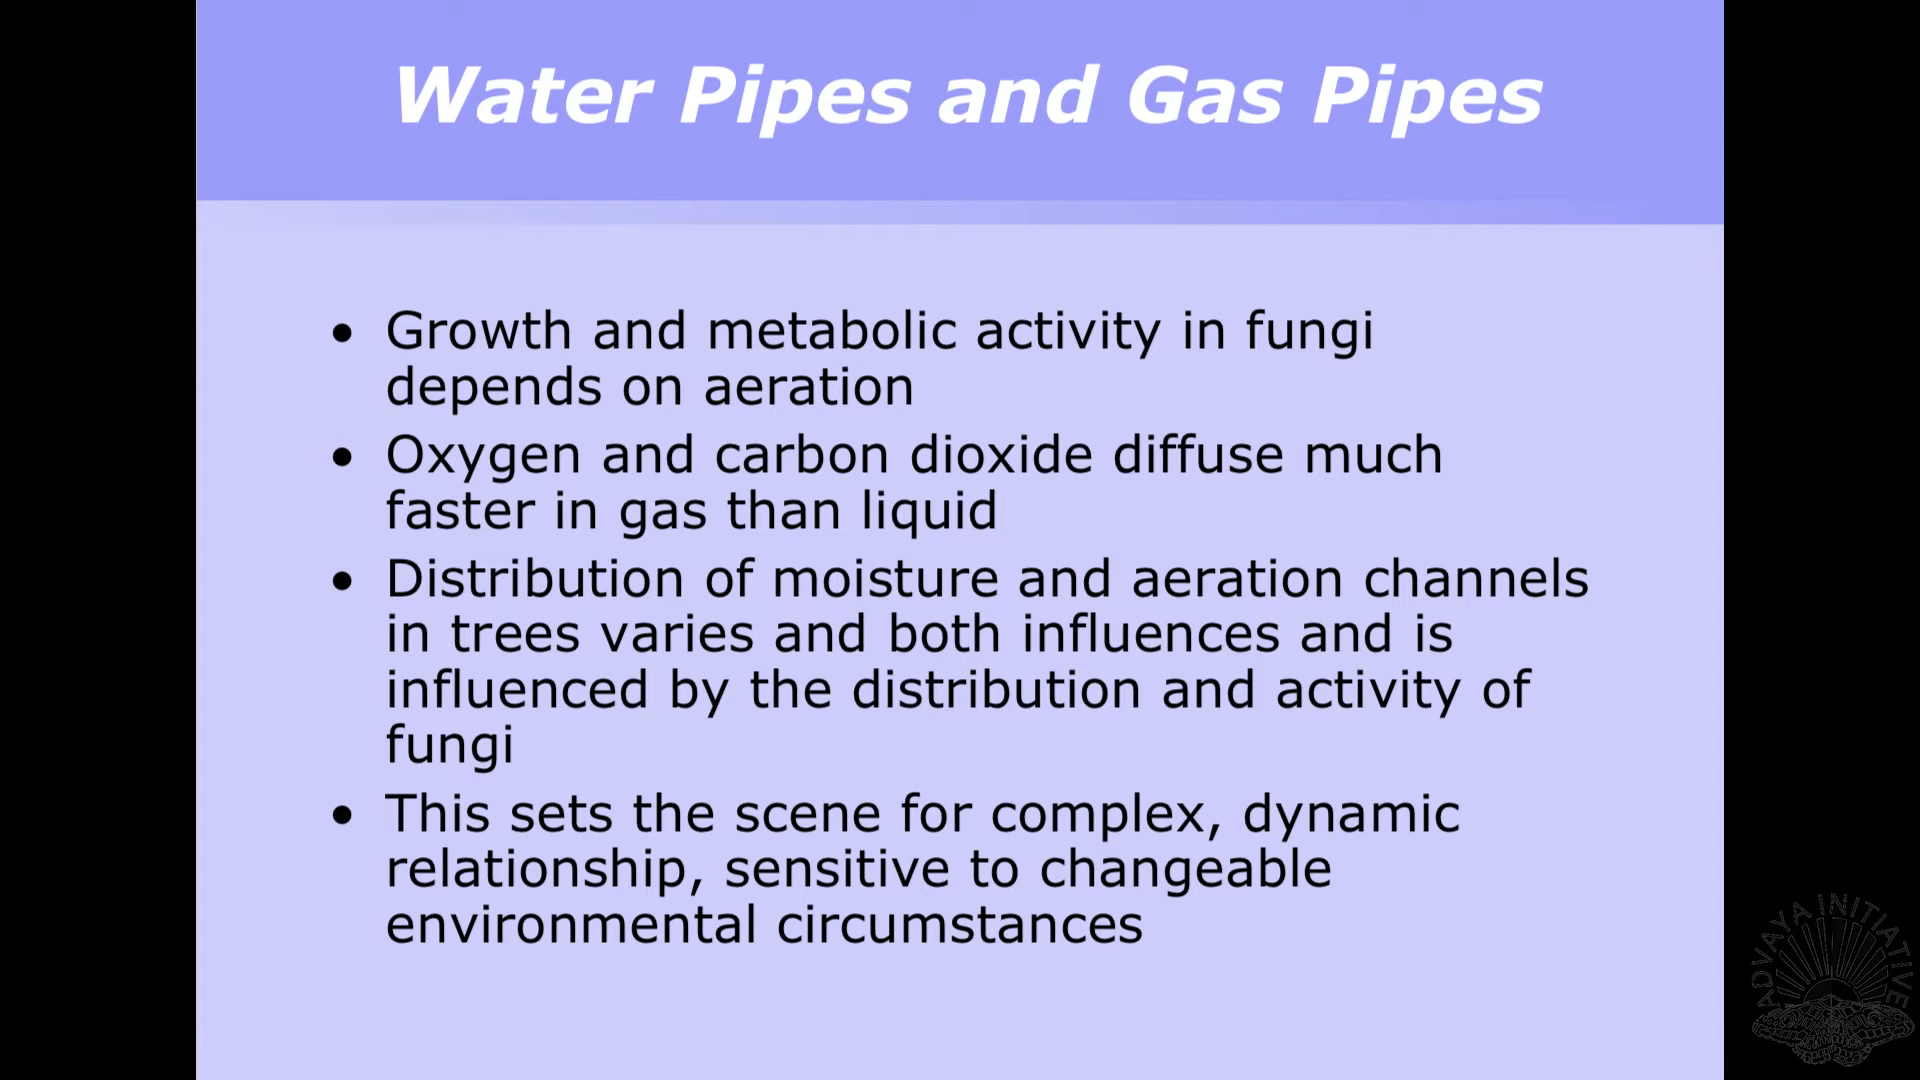 Water Pipes and Gas Pipes
• Growth and metabolic activity in fungi
depends on aeration
• Oxygen and carbon dioxide diffuse much
faster in gas than liquid
• Distribution of moisture and aeration channels
in trees varies and both influences and is
influenced by the distribution and activity of
fungi
• This sets the scene for complex, dynamic
relationship, sensitive to changeable
environmental circumstances
ADVAYA INITIATIVE